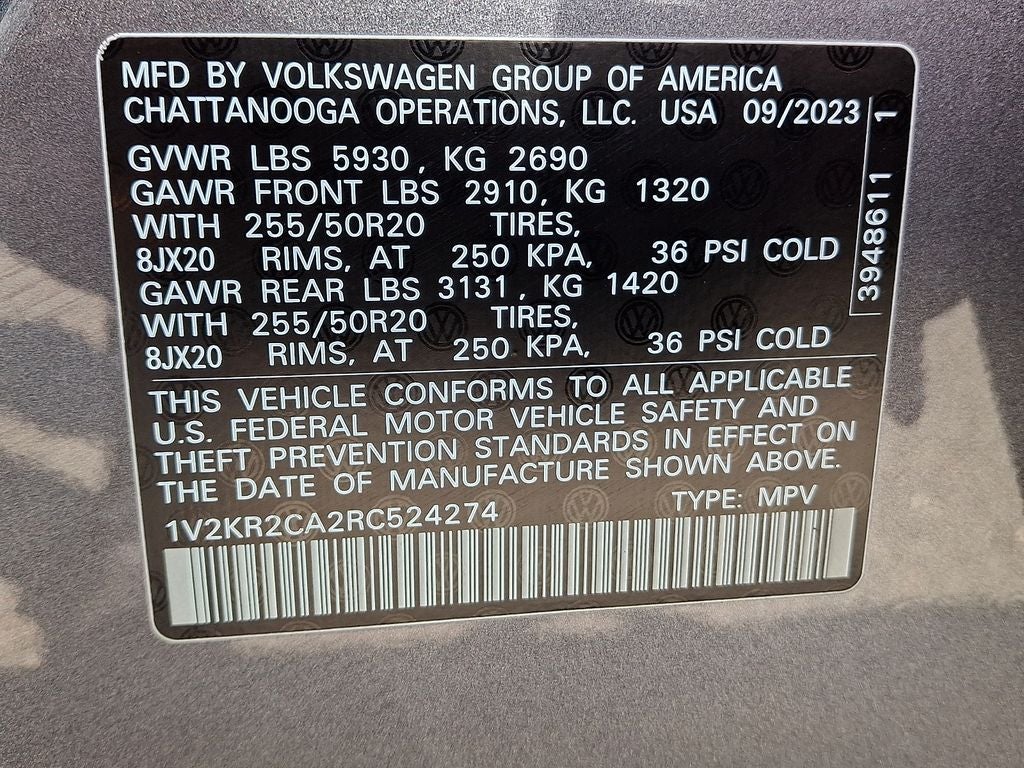 MFD BY VOLKSWAGEN GROUP OF AMERICA
CHATTANOOGA OPERATIONS, LLC. USA 09/2023
GVWR LBS 5930, KG 2690
GAWR FRONT LBS 2910, KG 1320
WITH 255/50R20 TIRES,
8JX20 RIMS, AT 250 KPA, 36 PSI COLD
GAWR REAR LBS 3131, KG 1420
WITH 255/50R20 TIRES,
8JX20 RIMS, AT 250 KPA, 36 PSI COLD
3948611 1
THIS VEHICLE CONFORMS TO ALL APPLICABLE
U.S. FEDERAL MOTOR VEHICLE SAFETY AND
THEFT PREVENTION STANDARDS IN EFFECT ON
THE DATE OF MANUFACTURE SHOWN ABOVE.
1V2KR2CA2RC524274 TYPE: MPV